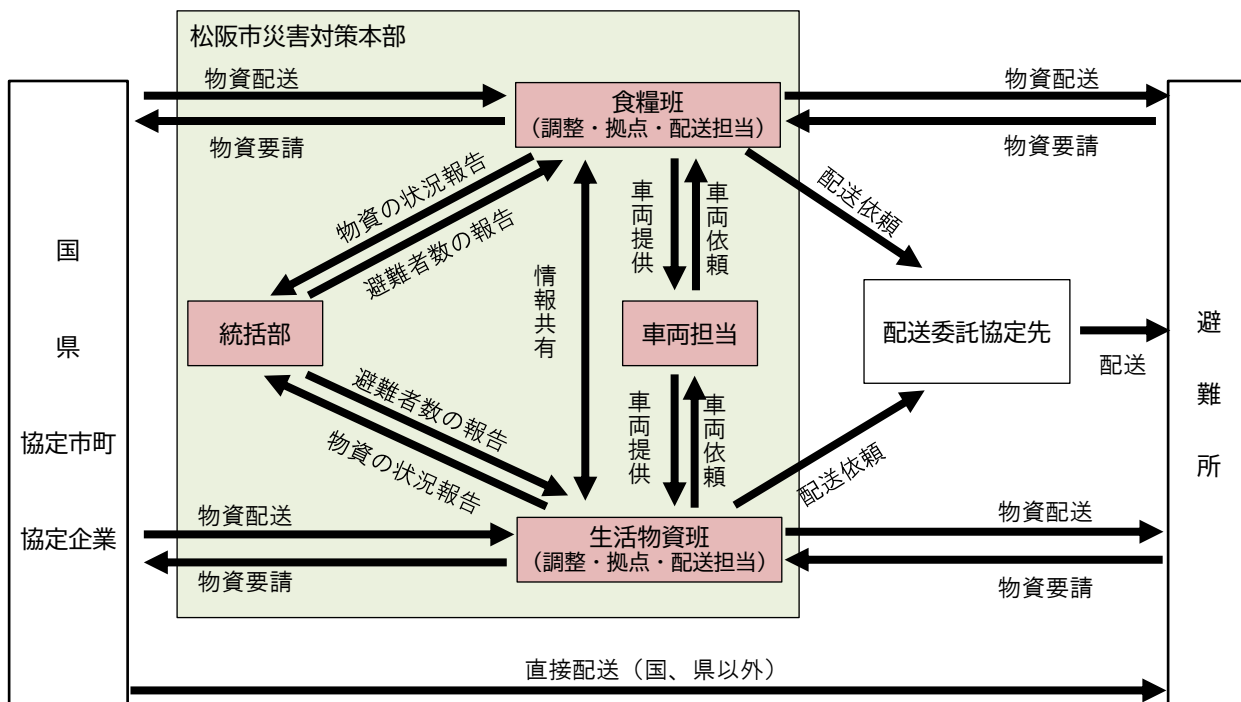 松阪市災害対策本部
物資配送
物資要請
食糧班
（調整・拠点・配送担当）
物資配送
物資要請
物資の状況報告
避難者数の報告
車両提供
車両依頼
配送依頼
国
県
協定市町
協定企業
統括部
情報共有
車両担当
配送委託協定先
配送
避難所
避難者数の報告
物資の状況報告
車両提供
車両依頼
配送依頼
物資配送
物資要請
生活物資班
（調整・拠点・配送担当）
物資配送
物資要請
直接配送（国、県以外）